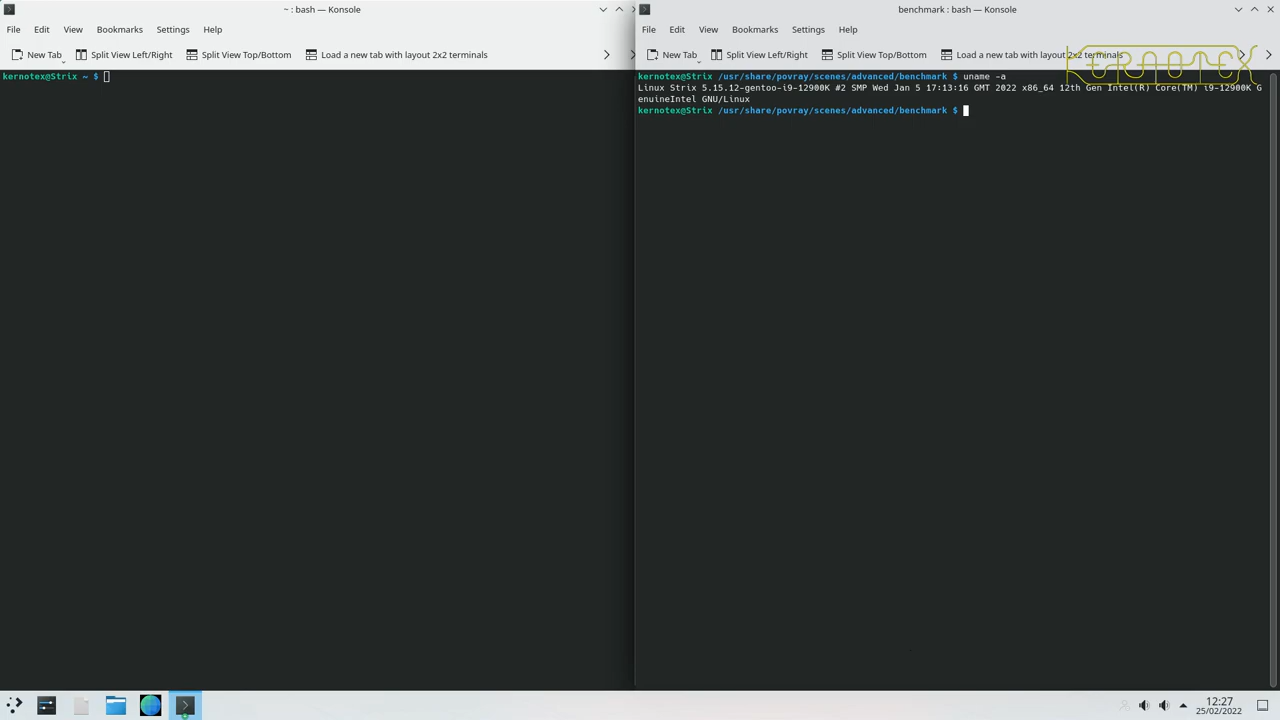 ~ : bash — Konsole
File Edit View Bookmarks Settings Help
New Tab Split View Left/Right Split View Top/Bottom Load a new tab with layout 2x2 terminals
kernotex@Strix ~ $
benchmark : bash — Konsole
File Edit View Bookmarks Settings Help
New Tab Split View Left/Right Split View Top/Bottom Load a new tab with layout 2x2 terminals
KERNOTEX
kernotex@Strix /usr/share/povray/scenes/advanced/benchmark $ uname -a
Linux Strix 5.15.12-gentoo-i9-12900K #2 SMP Wed Jan 5 17:13:16 GMT 2022 x86_64 12th Gen Intel(R) Core(TM) i9-12900K G
enuineIntel GNU/Linux
kernotex@Strix /usr/share/povray/scenes/advanced/benchmark $
12:27
25/02/2022